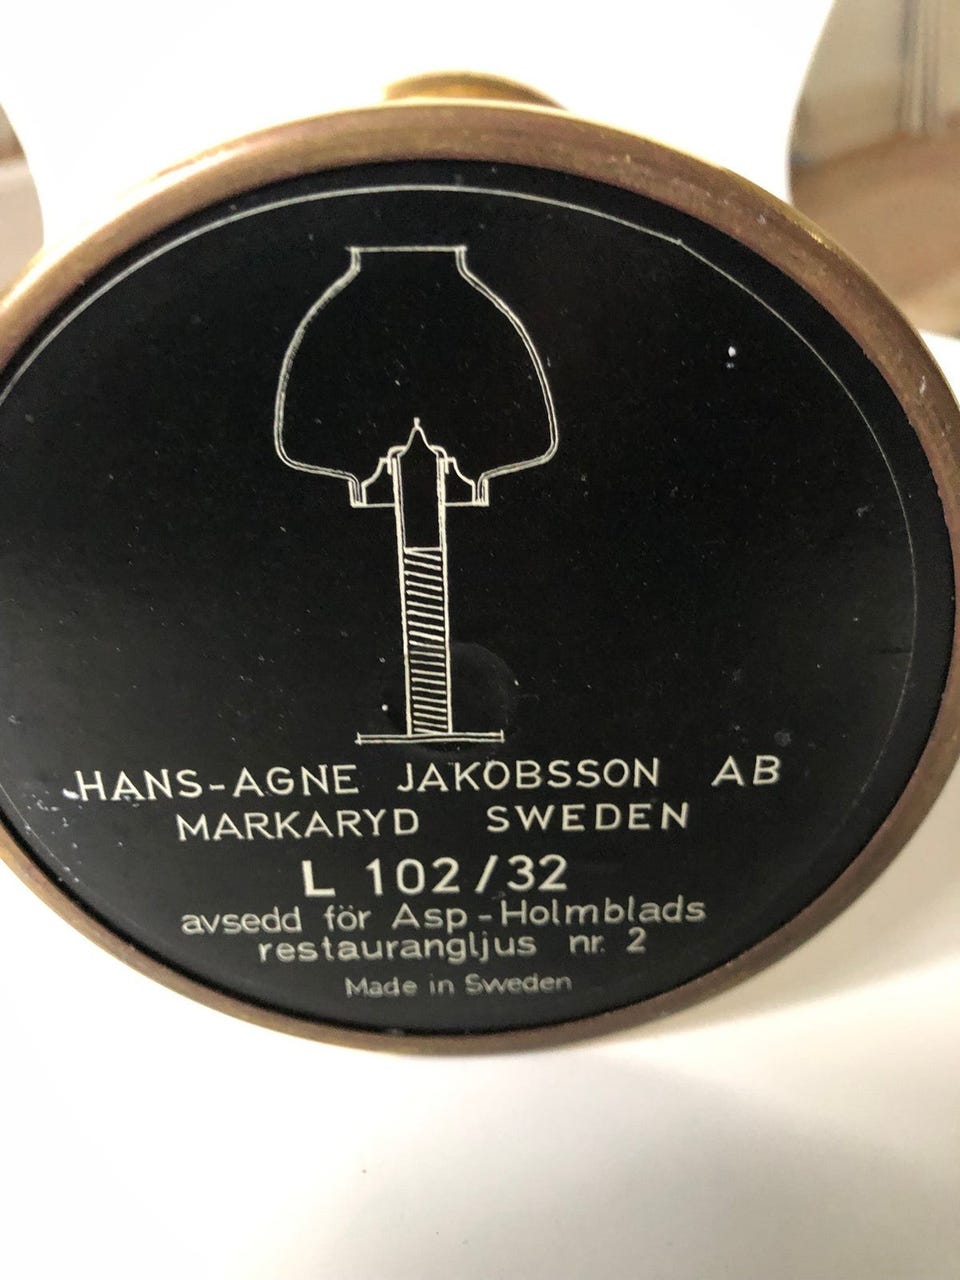 HANS-AGNE JAKOBSSON AB
MARKARYD SWEDEN
L 102/32
avsedd för Asp-Holmblads
restaurangljus nr. 2
Made in Sweden